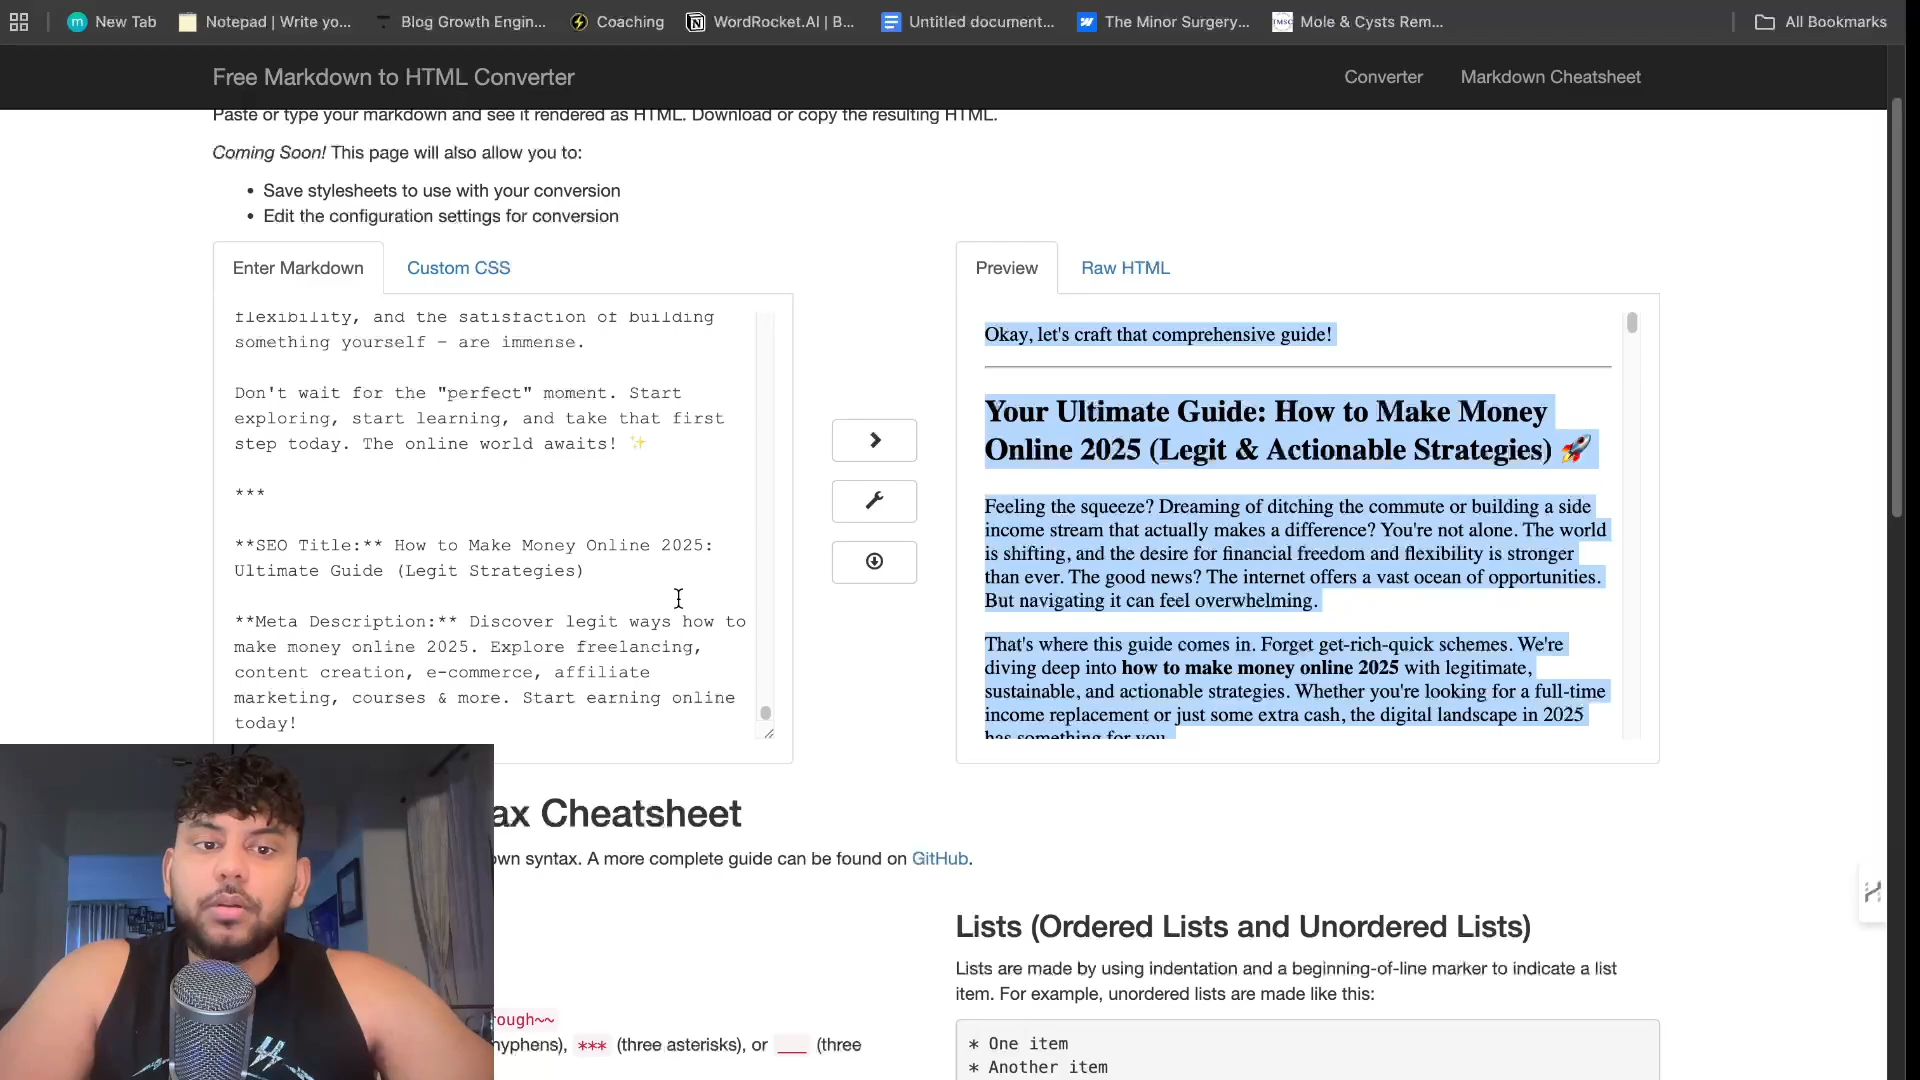 New Tab
Notepad | Write yo...
Blog Growth Engin...
Coaching
WordRocket.AI | B...
Untitled document...
The Minor Surgery...
Mole & Cysts Rem...
All Bookmarks
Free Markdown to HTML Converter
Converter
Markdown Cheatsheet
Paste or type your markdown and see it rendered as HTML. Download or copy the resulting HTML.
Coming Soon! This page will also allow you to:
• Save stylesheets to use with your conversion
• Edit the configuration settings for conversion
Enter Markdown
Custom CSS
flexibility, and the satisfaction of building
something yourself – are immense.
Don't wait for the "perfect" moment. Start
exploring, start learning, and take that first
step today. The online world awaits! ✨
***
**SEO Title:** How to Make Money Online 2025:
Ultimate Guide (Legit Strategies)
**Meta Description:** Discover legit ways how to
make money online 2025. Explore freelancing,
content creation, e-commerce, affiliate
marketing, courses & more. Start earning online
today!
Preview
Raw HTML
Okay, let's craft that comprehensive guide!
Your Ultimate Guide: How to Make Money
Online 2025 (Legit & Actionable Strategies) 🚀
Feeling the squeeze? Dreaming of ditching the commute or building a side
income stream that actually makes a difference? You're not alone. The world
is shifting, and the desire for financial freedom and flexibility is stronger
than ever. The good news? The internet offers a vast ocean of opportunities.
But navigating it can feel overwhelming.
That's where this guide comes in. Forget get-rich-quick schemes. We're
diving deep into how to make money online 2025 with legitimate,
sustainable, and actionable strategies. Whether you're looking for a full-time
income replacement or just some extra cash, the digital landscape in 2025
has something for you.
ax Cheatsheet
own syntax. A more complete guide can be found on GitHub.
rough~~
hyphens), *** (three asterisks), or ___ (three
Lists (Ordered Lists and Unordered Lists)
Lists are made by using indentation and a beginning-of-line marker to indicate a list
item. For example, unordered lists are made like this:
* One item
* Another item